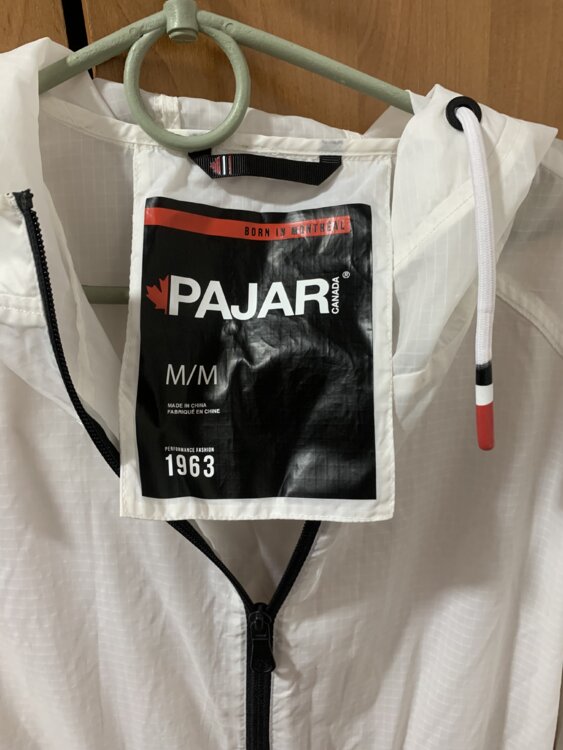 BORN IN MONTREAL
PAJAR®
CANADA
M/M
MADE IN CHINA
FABRIQUÉ EN CHINE
PERFORMANCE FASHION
1963